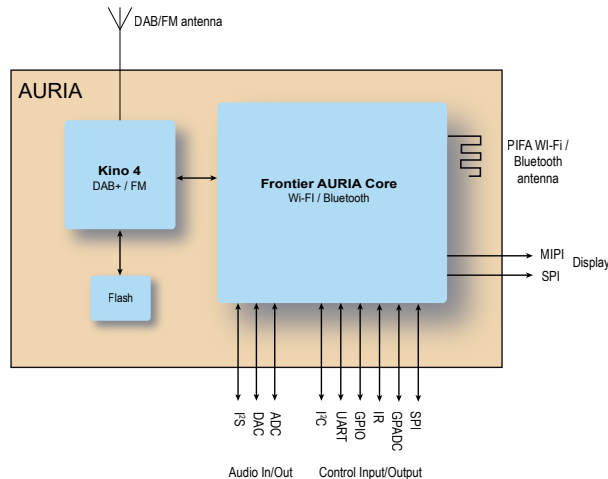 DAB/FM antenna
AURIA
Kino 4
DAB+ / FM
Frontier AURIA Core
Wi-FI / Bluetooth
PIFA WI-Fi /
Bluetooth
antenna
MIPI
Display
SPI
Flash
I²S
DAC
ADC
I²C
UART
GPIO
IR
GPADC
SPI
Audio In/Out
Control Input/Output